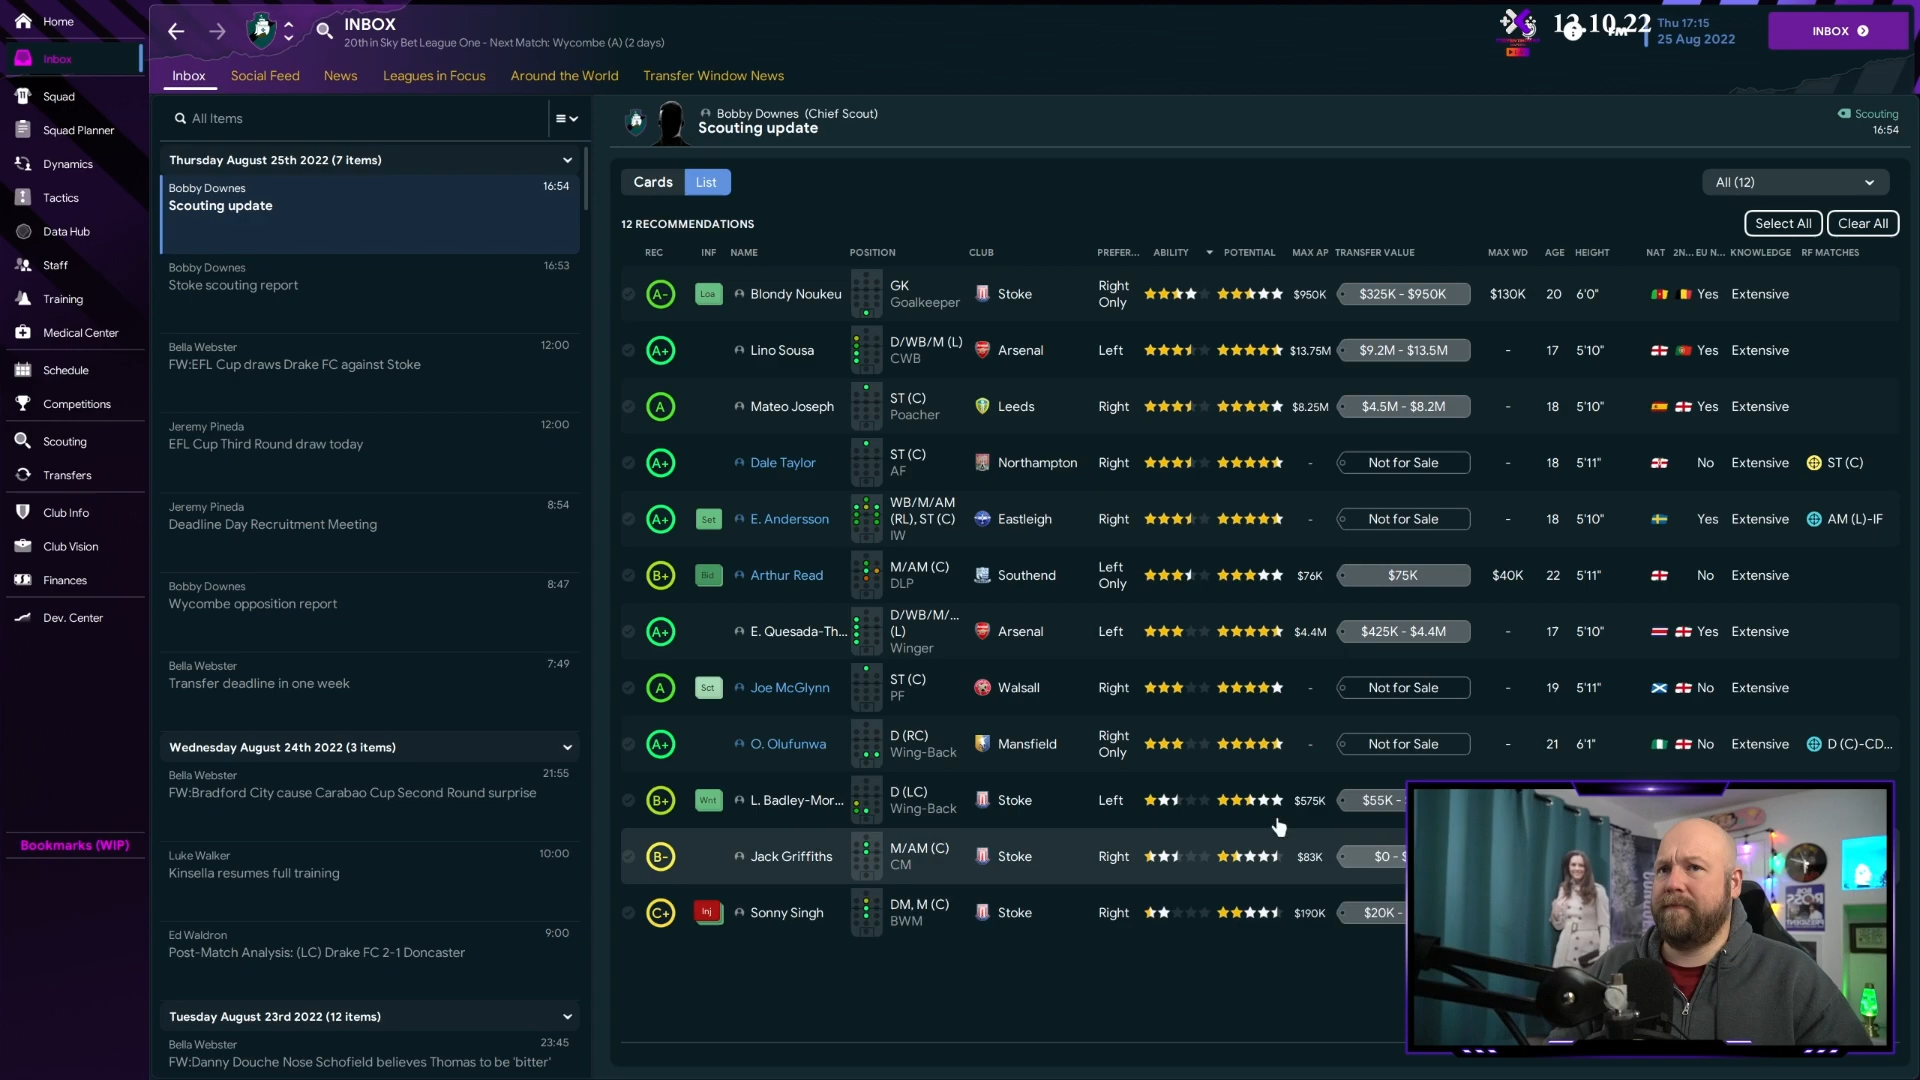 Home
Inbox
Squad
Squad Planner
Dynamics
Tactics
Data Hub
Staff
Training
Medical Center
Schedule
Competitions
Scouting
Transfers
Club Info
Club Vision
Finances
Dev. Center
Bookmarks (WIP)
INBOX
20th in Sky Bet League One - Next Match: Wycombe (A) (2 days)
13.10.22
Thu 17:15
25 Aug 2022
INBOX
Inbox Social Feed News Leagues in Focus Around the World Transfer Window News
All Items
Thursday August 25th 2022 (7 items)
Bobby Downes 16:54
Scouting update
Bobby Downes 16:53
Stoke scouting report
Bella Webster 12:00
FW:EFL Cup draws Drake FC against Stoke
Jeremy Pineda 12:00
EFL Cup Third Round draw today
Jeremy Pineda 8:54
Deadline Day Recruitment Meeting
Bobby Downes 8:47
Wycombe opposition report
Bella Webster 7:49
Transfer deadline in one week
Wednesday August 24th 2022 (3 items)
Bella Webster 21:55
FW:Bradford City cause Carabao Cup Second Round surprise
Luke Walker 10:00
Kinsella resumes full training
Ed Waldron 9:00
Post-Match Analysis: (LC) Drake FC 2-1 Doncaster
Tuesday August 23rd 2022 (12 items)
Bella Webster 23:45
FW:Danny Douche Nose Schofield believes Thomas to be 'bitter'
Bobby Downes (Chief Scout)
Scouting update
Scouting
16:54
Cards List
All (12)
12 RECOMMENDATIONS
Select All Clear All
REC INF NAME POSITION CLUB PREFER... ABILITY POTENTIAL MAX AP TRANSFER VALUE MAX WD AGE HEIGHT NAT 2N... EU N... KNOWLEDGE RF MATCHES
A- Loa Blondy Noukeu GK Goalkeeper Stoke Right Only $950K $325K - $950K $130K 20 6'0" Yes Extensive
A+ Lino Sousa D/WB/M (L) CWB Arsenal Left $13.75M $9.2M - $13.5M - 17 5'10" Yes Extensive
A Mateo Joseph ST (C) Poacher Leeds Right $8.25M $4.5M - $8.2M - 18 5'10" Yes Extensive
A+ Dale Taylor ST (C) AF Northampton Right - Not for Sale - 18 5'11" No Extensive ST (C)
A+ Set E. Andersson WB/M/AM (RL), ST (C) IW Eastleigh Right - Not for Sale - 18 5'10" Yes Extensive AM (L)-IF
B+ Bid Arthur Read M/AM (C) DLP Southend Left Only $76K $75K $40K 22 5'11" No Extensive
A+ E. Quesada-Th... D/WB/M/... (L) Winger Arsenal Left $4.4M $425K - $4.4M - 17 5'10" Yes Extensive
A Sct Joe McGlynn ST (C) PF Walsall Right - Not for Sale - 19 5'11" No Extensive
A+ O. Olufunwa D (RC) Wing-Back Mansfield Right Only - Not for Sale - 21 6'1" No Extensive D (C)-CD...
B+ Wnt L. Badley-Mor... D (LC) Wing-Back Stoke Left $575K $55K -
B- Jack Griffiths M/AM (C) CM Stoke Right $83K $0 -
C+ Inj Sonny Singh DM, M (C) BWM Stoke Right $190K $20K -